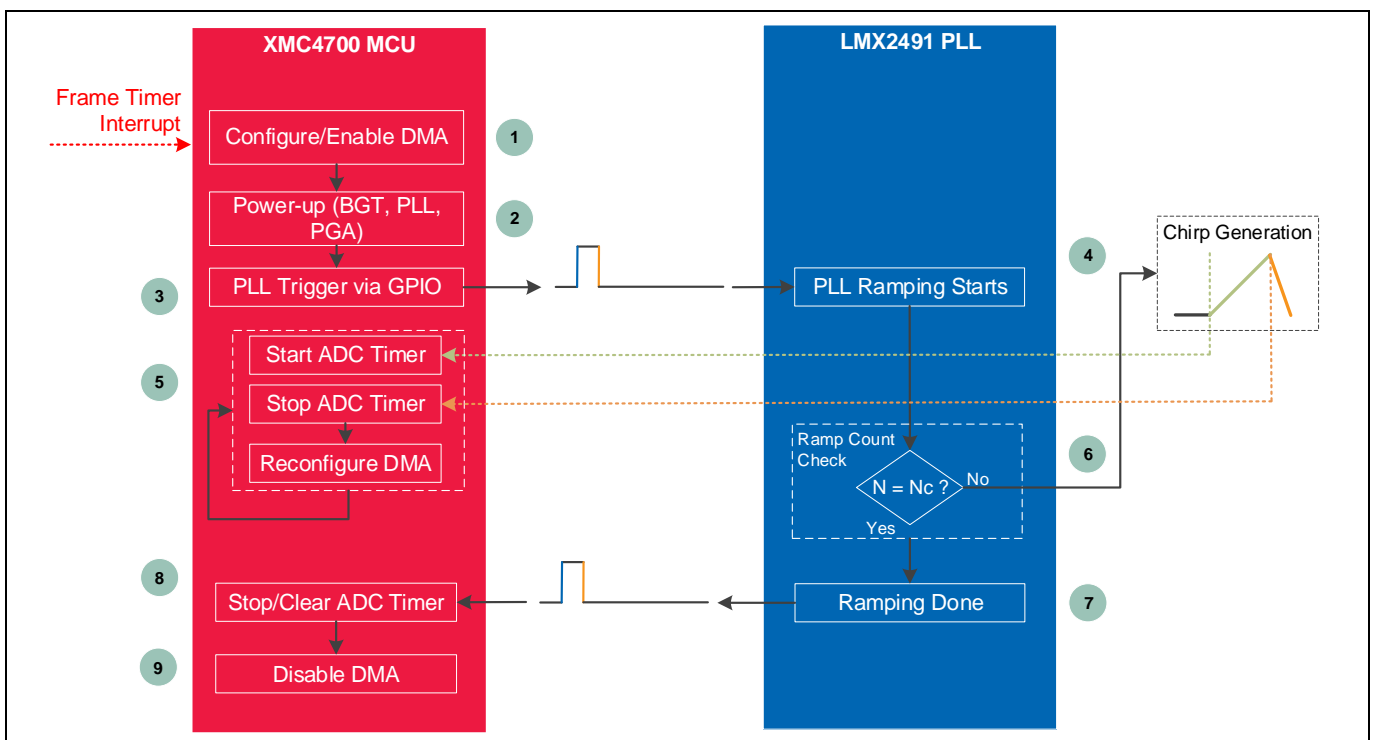 XMC4700 MCU
LMX2491 PLL
Frame Timer
Interrupt
Configure/Enable DMA
1
Power-up (BGT, PLL,
PGA)
2
3
PLL Trigger via GPIO
PLL Ramping Starts
4
Chirp Generation
5
Start ADC Timer
Stop ADC Timer
Reconfigure DMA
Ramp Count
Check
N = Nc ?
No
Yes
6
8
Stop/Clear ADC Timer
Ramping Done
7
9
Disable DMA